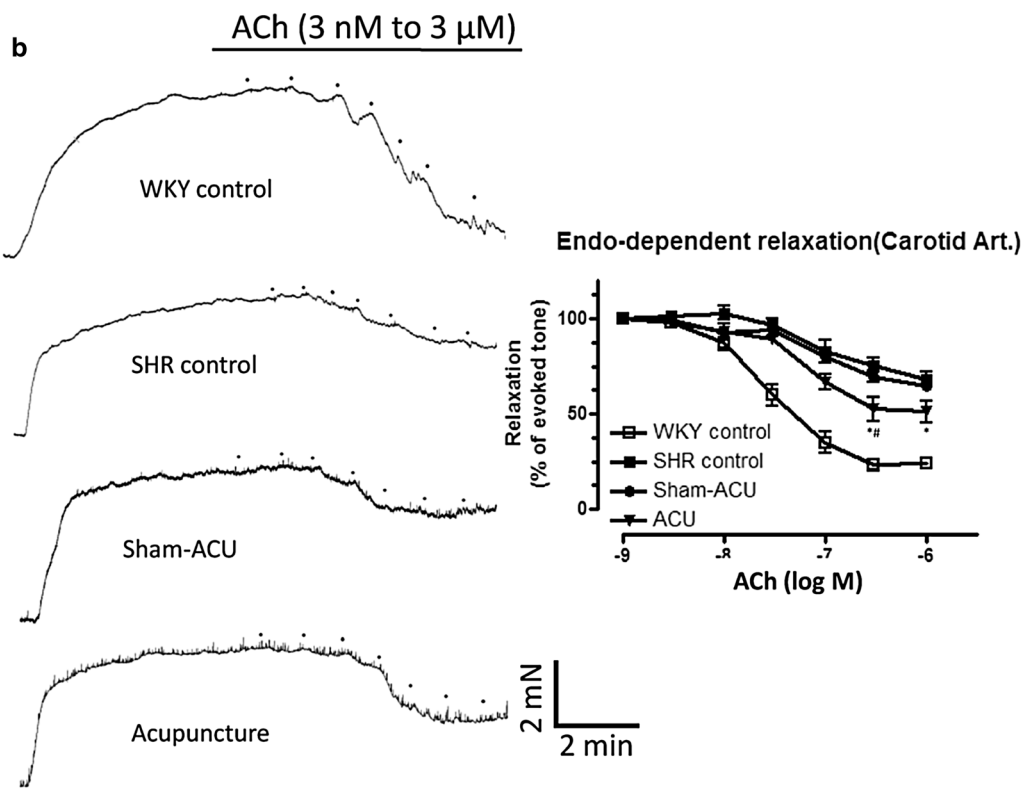 b
ACh (3 nM to 3 µM)
WKY control
SHR control
Sham-ACU
Acupuncture
2 mN
2 min
Endo-dependent relaxation(Carotid Art.)
Relaxation
(% of evoked tone)
100
50
0
*#
*
WKY control
SHR control
Sham-ACU
ACU
-9
-8
-7
-6
ACh (log M)